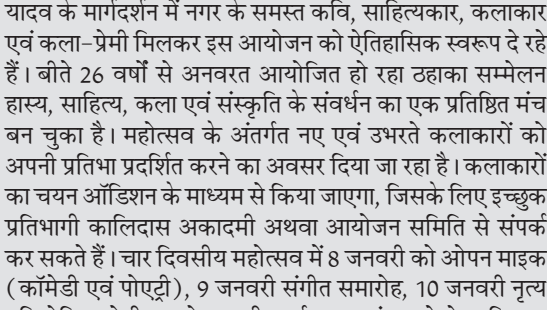 यादव के मार्गदर्शन में नगर के समस्त कवि, साहित्यकार, कलाकार
एवं कला-प्रेमी मिलकर इस आयोजन को ऐतिहासिक स्वरूप दे रहे
हैं। बीते 26 वर्षों से अनवरत आयोजित हो रहा ठहाका सम्मेलन
हास्य, साहित्य, कला एवं संस्कृति के संवर्धन का एक प्रतिष्ठित मंच
बन चुका है। महोत्सव के अंतर्गत नए एवं उभरते कलाकारों को
अपनी प्रतिभा प्रदर्शित करने का अवसर दिया जा रहा है। कलाकारों
का चयन ऑडिशन के माध्यम से किया जाएगा, जिसके लिए इच्छुक
प्रतिभागी कालिदास अकादमी अथवा आयोजन समिति से संपर्क
कर सकते हैं। चार दिवसीय महोत्सव में 8 जनवरी को ओपन माइक
(कॉमेडी एवं पोएट्री), 9 जनवरी संगीत समारोह, 10 जनवरी नृत्य